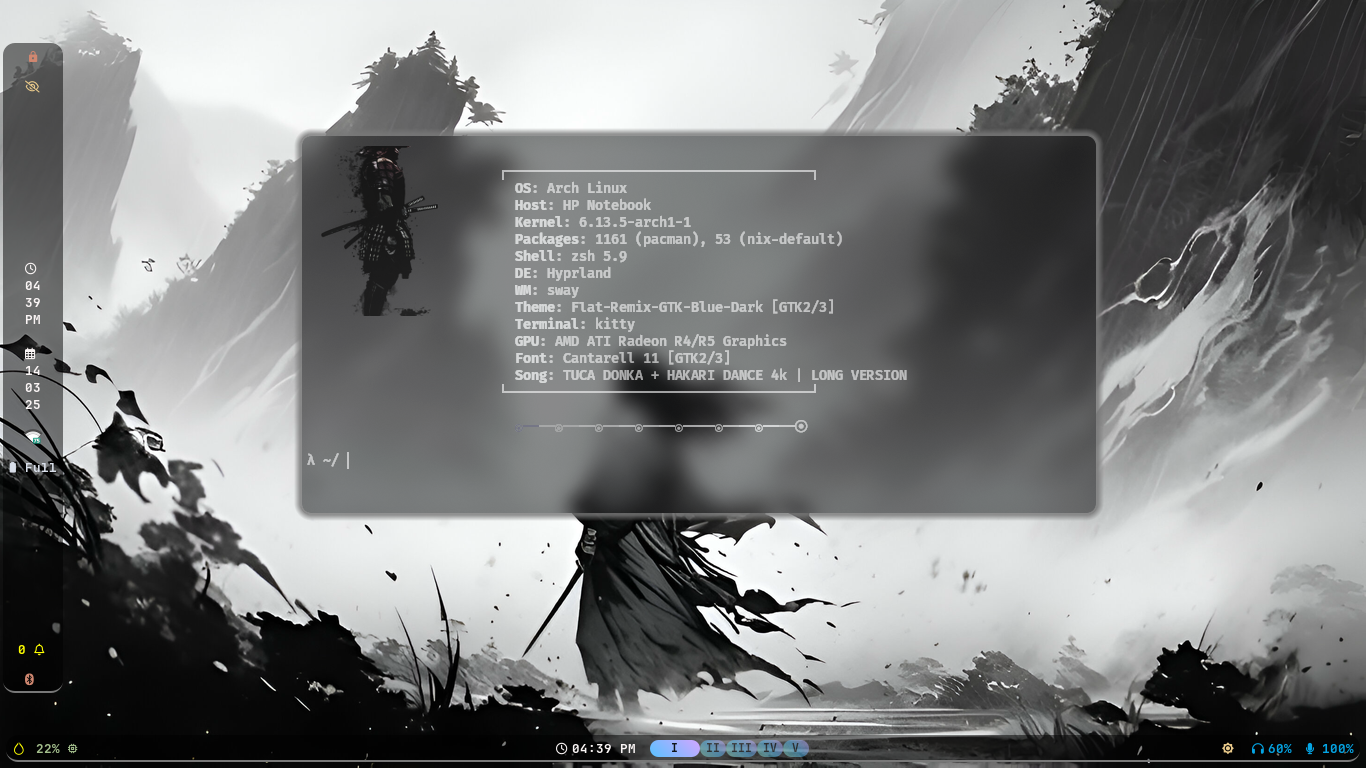 04
39
PM
14
03
25
Full
0
OS: Arch Linux
Host: HP Notebook
Kernel: 6.13.5-arch1-1
Packages: 1161 (pacman), 53 (nix-default)
Shell: zsh 5.9
DE: Hyprland
WM: sway
Theme: Flat-Remix-GTK-Blue-Dark [GTK2/3]
Terminal: kitty
GPU: AMD ATI Radeon R4/R5 Graphics
Font: Cantarell 11 [GTK2/3]
Song: TUCA DONKA + HAKARI DANCE 4k | LONG VERSION
λ ~/
22% 04:39 PM I II III IV V 60% 100%